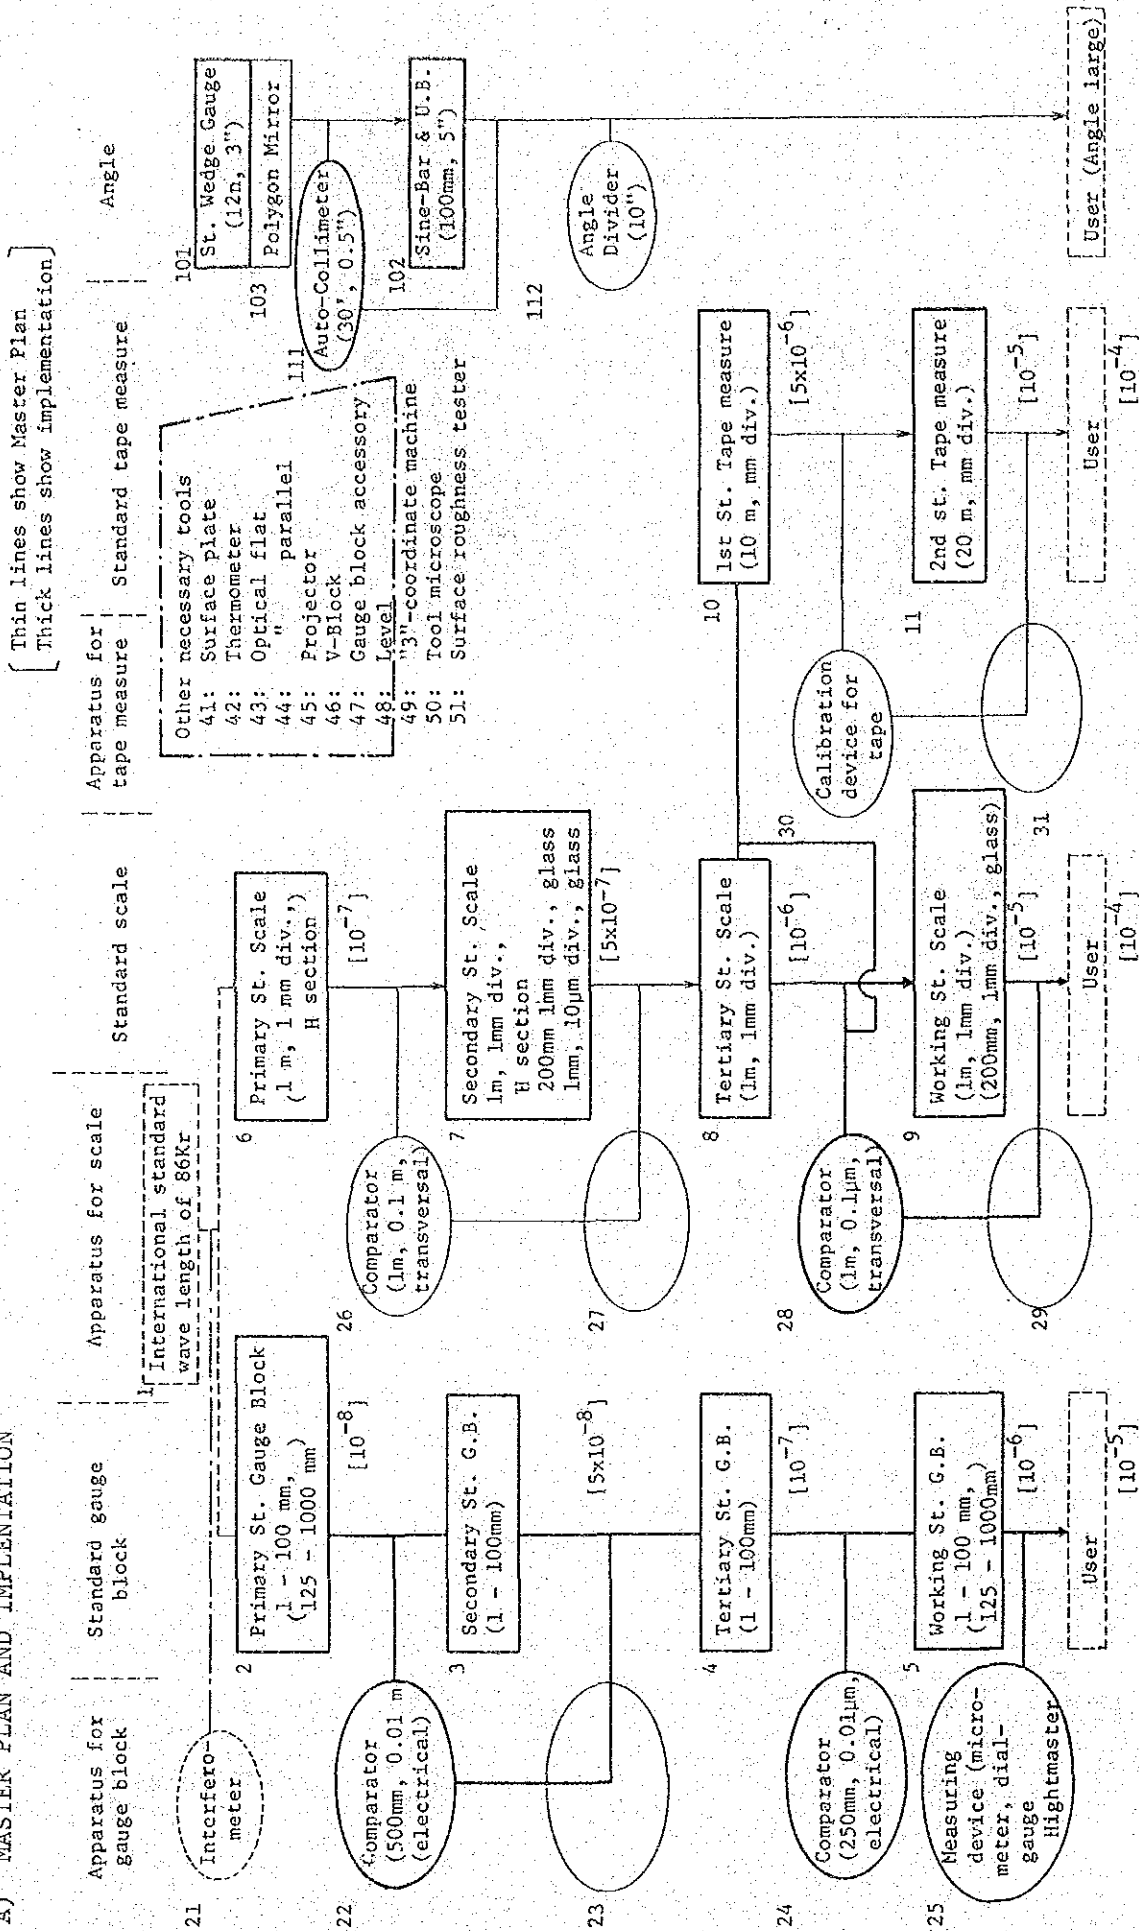 A) MASTER PLAN AND IMPLENTATION
Thin lines show Master Plan
Thick lines show implementation
Apparatus for
gauge block
Standard gauge
block
Apparatus for scale
Standard scale
Apparatus for
tape measure
Standard tape measure
Angle
1
International standard
wave length of 86Kr
21
Interfero-
meter
2
Primary St. Gauge Block
(1 - 100 mm,
125 - 1000 mm)
[10-8]
22
Comparator
(500mm, 0.01 m
(electrical)
3
Secondary St. G.B.
(1 - 100mm)
[5x10-8]
23
4
Tertiary St. G.B.
(1 - 100mm)
[10-7]
24
Comparator
(250mm, 0.01μm,
electrical)
5
Working St. G.B.
(1 - 100 mm,
125 - 1000mm)
[10-6]
25
Measuring
device (micro-
meter, dial-
gauge
Hightmaster
User
[10-5]
6
Primary St. Scale
(1 m, 1 mm div.,
H section)
[10-7]
26
Comparator
(1m, 0.1 m,
transversal)
7
Secondary St. Scale
1m, 1mm div.,
H section
200mm 1mm div., glass
1mm, 10μm div., glass
[5x10-7]
27
8
Tertiary St. Scale
(1m, 1mm div.)
[10-6]
28
Comparator
(1m, 0.1μm,
transversal)
9
Working St. Scale
(1m, 1mm div.)
(200mm, 1mm div., glass)
[10-5]
29
User
[10-4]
Other necessary tools
41: Surface plate
42: Thermometer
43: Optical flat
44: " parallel
45: Projector
46: V-Block
47: Gauge block accessory
48: Level
49: "3"-coordinate machine
50: Tool microscope
51: Surface roughness tester
10
1st St. Tape measure
(10 m, mm div.)
[5x10-6]
30
Calibration
device for
tape
11
2nd st. Tape measure
(20 m, mm div.)
[10-5]
31
User
[10-4]
101
St. Wedge Gauge
(12n, 3")
103
Polygon Mirror
111
Auto-Collimeter
(30', 0.5")
102
Sine-Bar & U.B.
(100mm, 5")
112
Angle
Divider
(10")
User (Angle large)